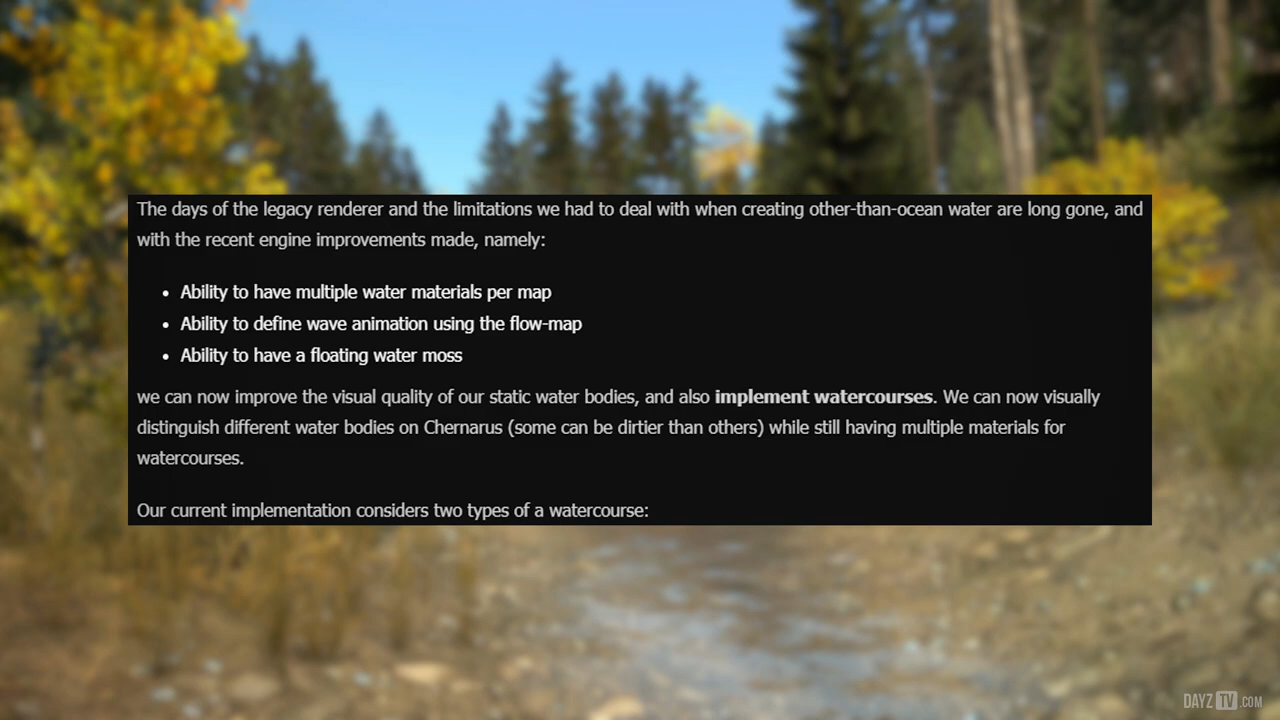 The days of the legacy renderer and the limitations we had to deal with when creating other-than-ocean water are long gone, and
with the recent engine improvements made, namely:
• Ability to have multiple water materials per map
• Ability to define wave animation using the flow-map
• Ability to have a floating water moss
we can now improve the visual quality of our static water bodies, and also implement watercourses. We can now visually
distinguish different water bodies on Chernarus (some can be dirtier than others) while still having multiple materials for
watercourses.
Our current implementation considers two types of a watercourse:
DAYZ TV .COM